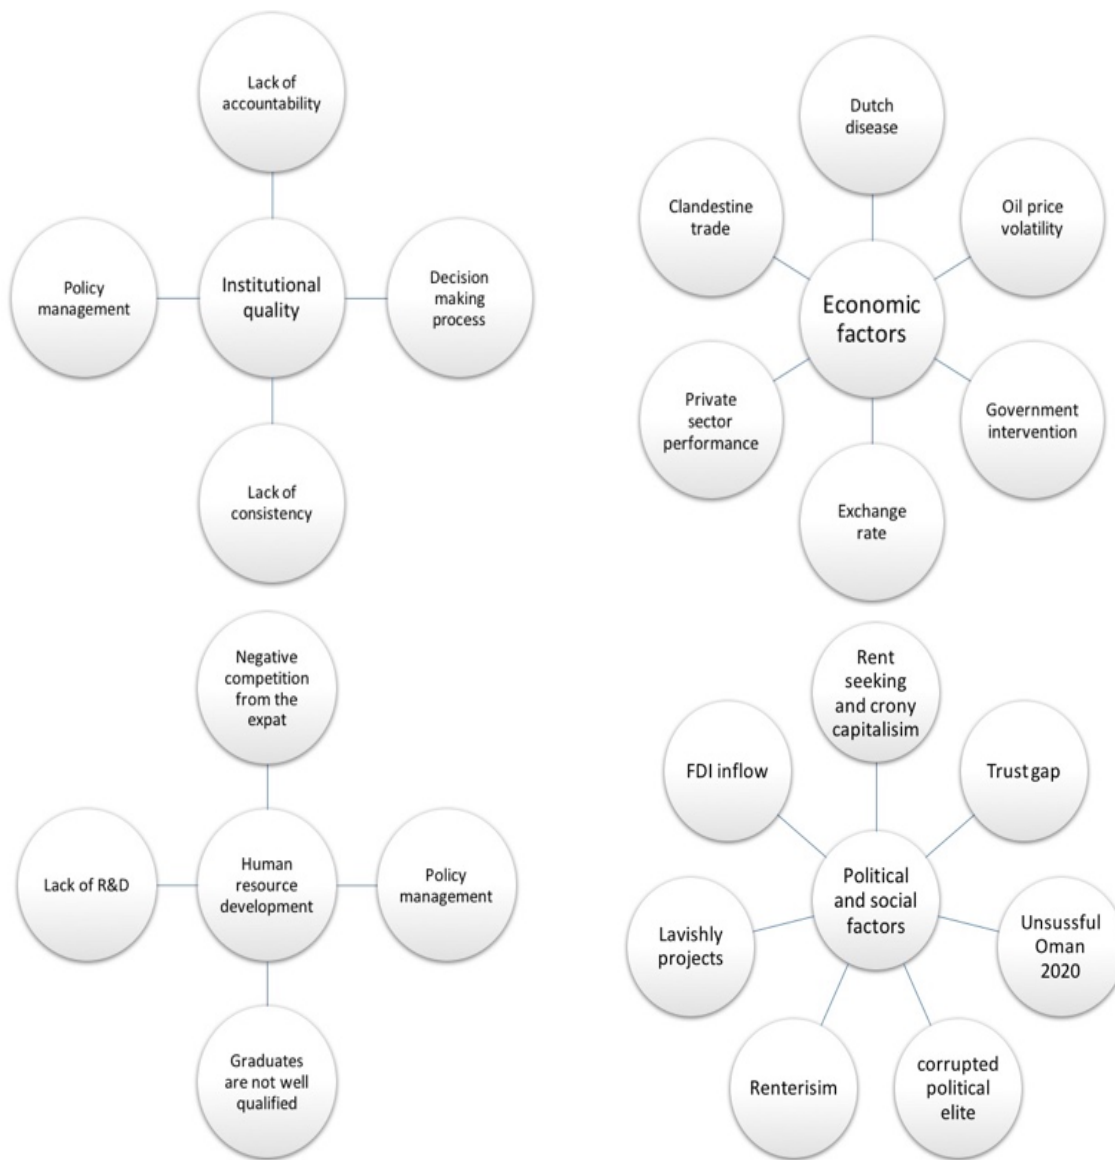 Lack of
accountability
Policy
management
Institutional
quality
Decision
making
process
Lack of
consistency
Dutch
disease
Clandestine
trade
Oil price
volatility
Economic
factors
Private
sector
performance
Government
intervention
Exchange
rate
Negative
competition
from the
expat
Lack of R&D
Human
resource
development
Policy
management
Graduates
are not well
qualified
Rent
seeking
and crony
capitalisim
FDI inflow
Trust gap
Political
and social
factors
Lavishly
projects
Unsussful
Oman
2020
Renterisim
corrupted
political
elite